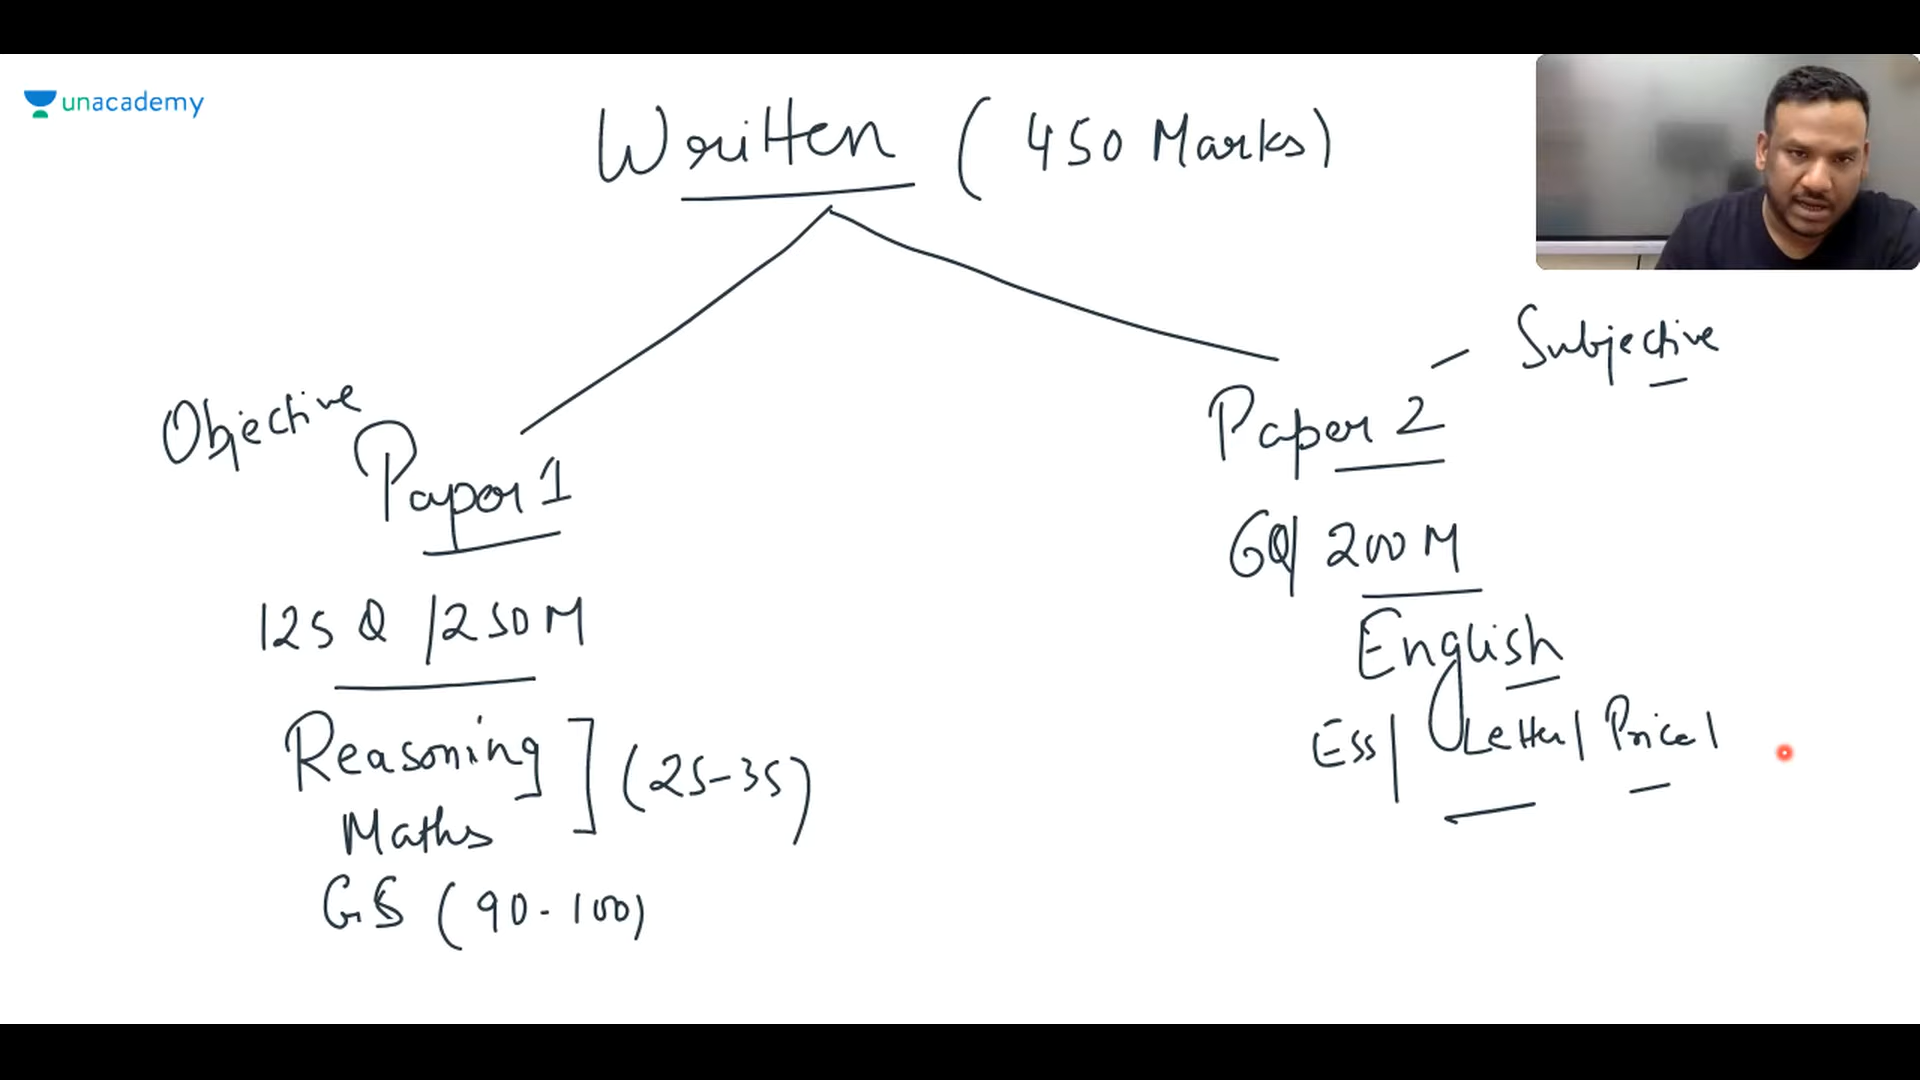 unacademy
Written (450 Marks)
Objective
Paper 1
125 Q /250 M
Reasoning
Maths
(25-35)
GS (90-100)
Subjective
Paper 2
6Q/ 200 M
English
Ess/ Letter/ Price/